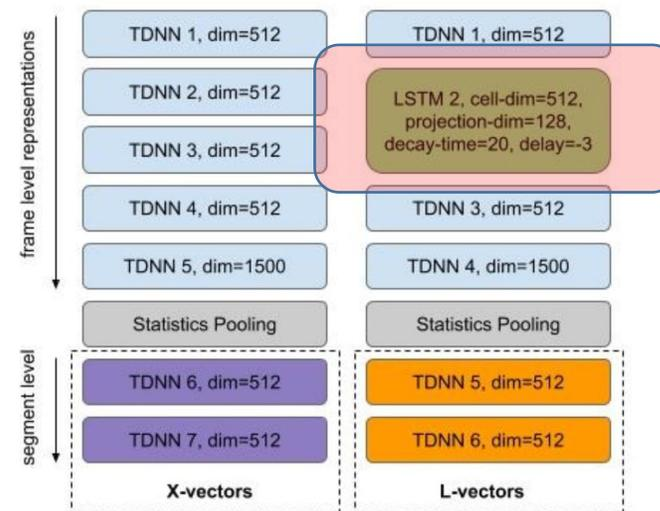 frame level representations
segment level
TDNN 1, dim=512
TDNN 2, dim=512
TDNN 3, dim=512
TDNN 4, dim=512
TDNN 5, dim=1500
Statistics Pooling
TDNN 6, dim=512
TDNN 7, dim=512
X-vectors
TDNN 1, dim=512
LSTM 2, cell-dim=512,
projection-dim=128,
decay-time=20, delay=-3
TDNN 3, dim=512
TDNN 4, dim=1500
Statistics Pooling
TDNN 5, dim=512
TDNN 6, dim=512
L-vectors